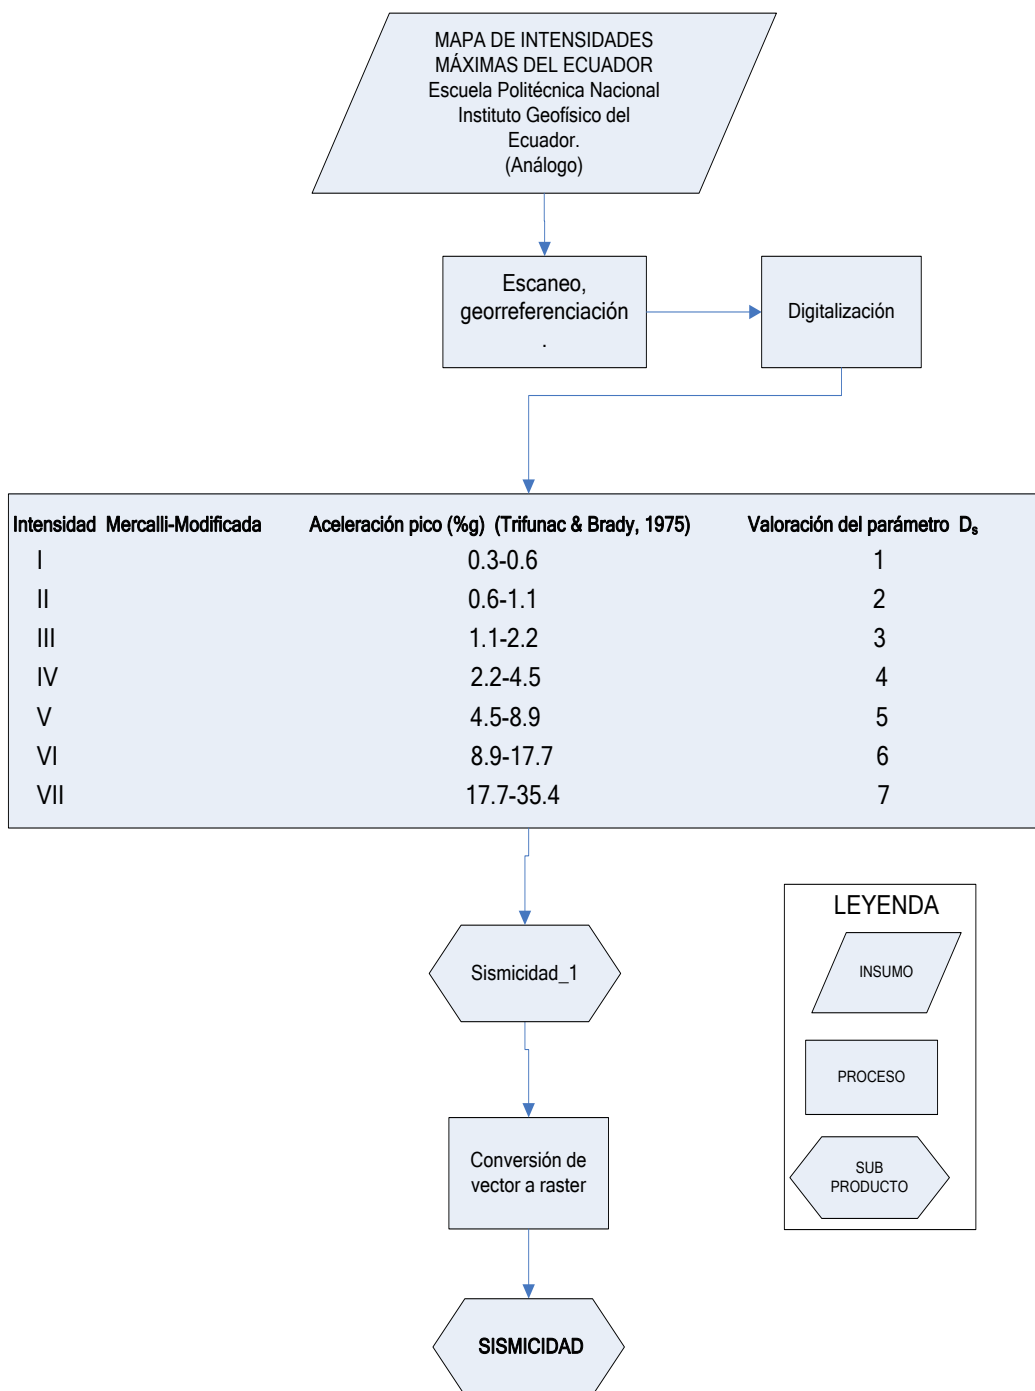 MAPA DE INTENSIDADES
MÁXIMAS DEL ECUADOR
Escuela Politécnica Nacional
Instituto Geofísico del
Ecuador.
(Análogo)
Escaneo,
georreferenciación
.
Digitalización
Intensidad Mercalli-Modificada Aceleración pico (%g) (Trifunac & Brady, 1975) Valoración del parámetro Ds
I 0.3-0.6 1
II 0.6-1.1 2
III 1.1-2.2 3
IV 2.2-4.5 4
V 4.5-8.9 5
VI 8.9-17.7 6
VII 17.7-35.4 7
Sismicidad_1
Conversión de
vector a raster
SISMICIDAD
LEYENDA
INSUMO
PROCESO
SUB
PRODUCTO